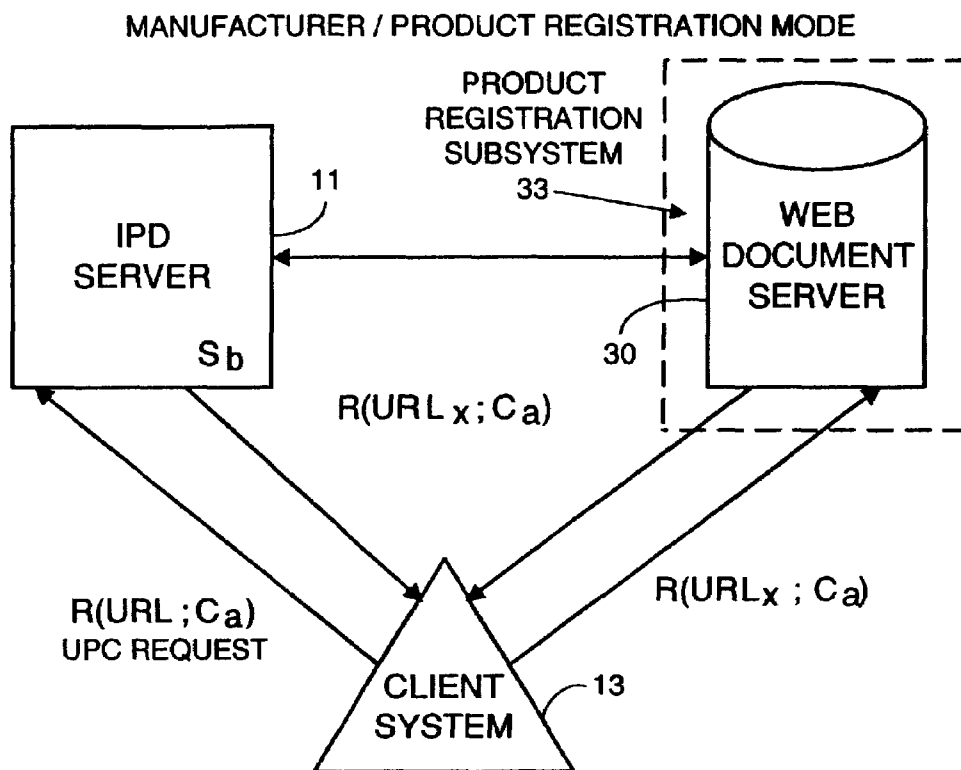 MANUFACTURER / PRODUCT REGISTRATION MODE
PRODUCT
REGISTRATION
SUBSYSTEM
33
11
IPD
SERVER
Sb
WEB
DOCUMENT
SERVER
30
R(URLx ; Ca)
R(URL ; Ca)
UPC REQUEST
R(URLx ; Ca)
CLIENT
SYSTEM
13